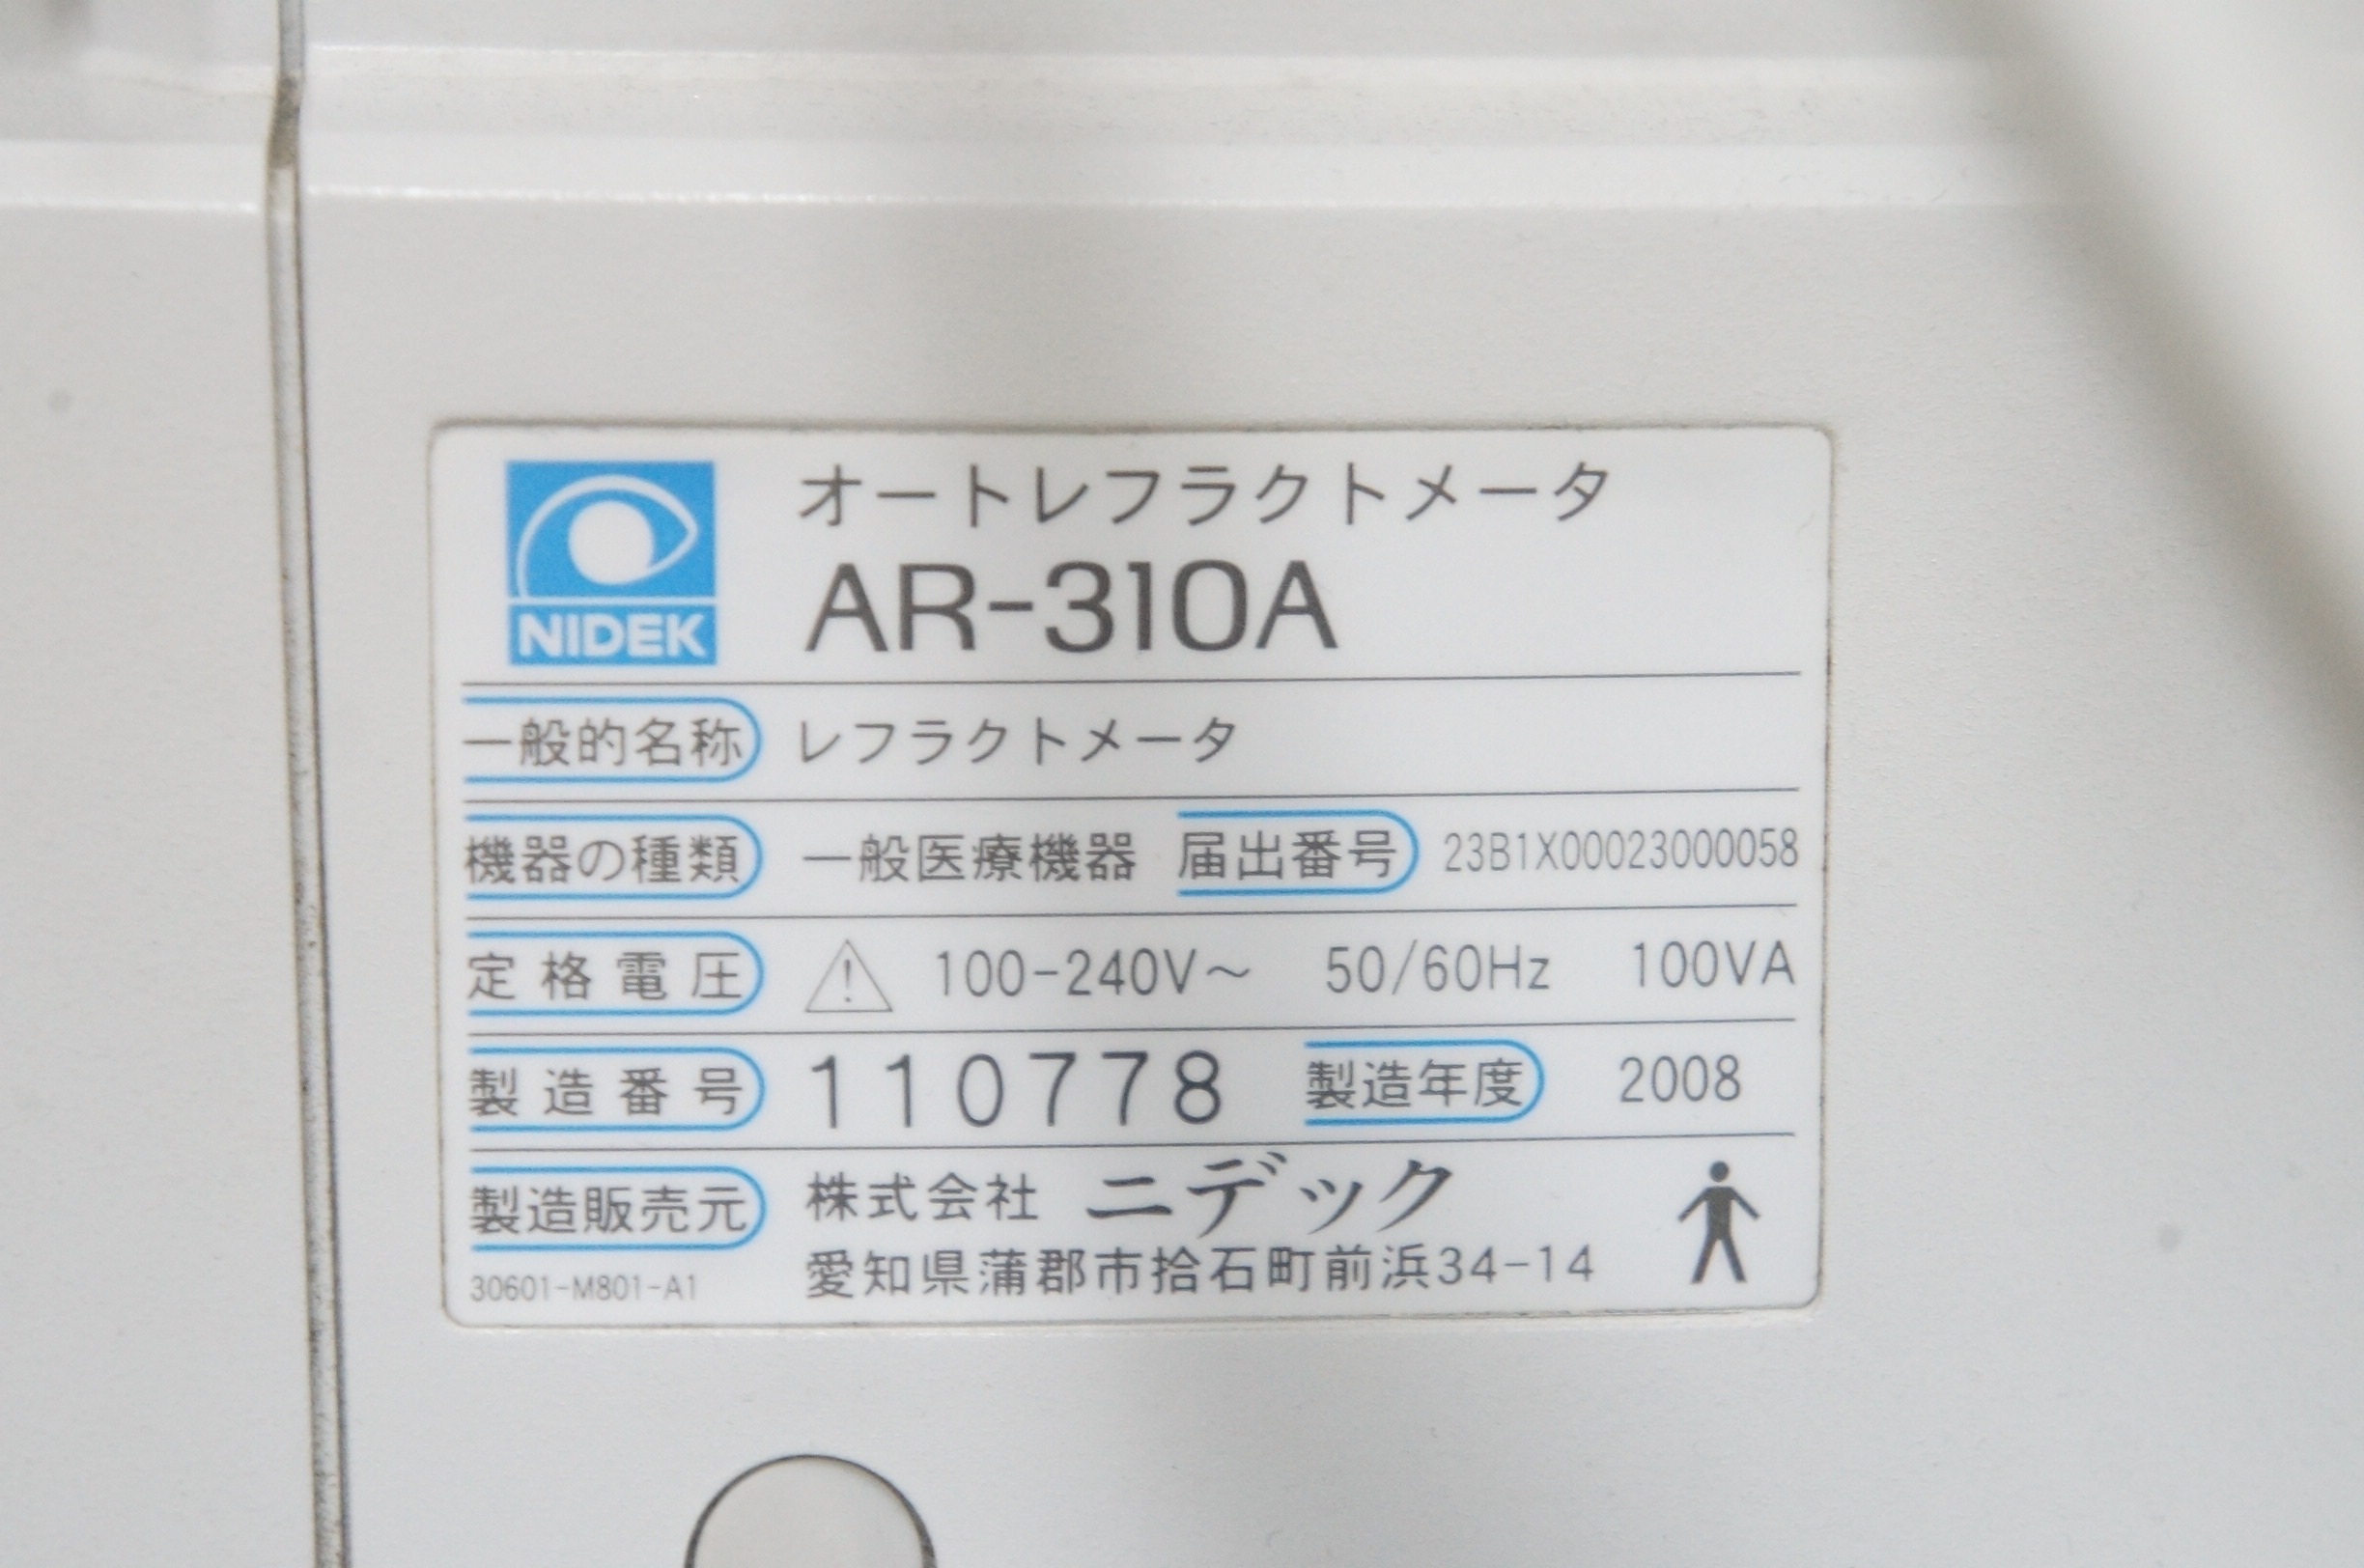 オートレフラクトメータ
NIDEK AR-310A
一般的名称 レフラクトメータ
機器の種類 一般医療機器 届出番号 23B1X00023000058
定格電圧 ! 100-240V～ 50/60Hz 100VA
製造番号 110778 製造年度 2008
製造販売元 株式会社 ニデック
愛知県蒲郡市拾石町前浜34-14
30601-M801-A1